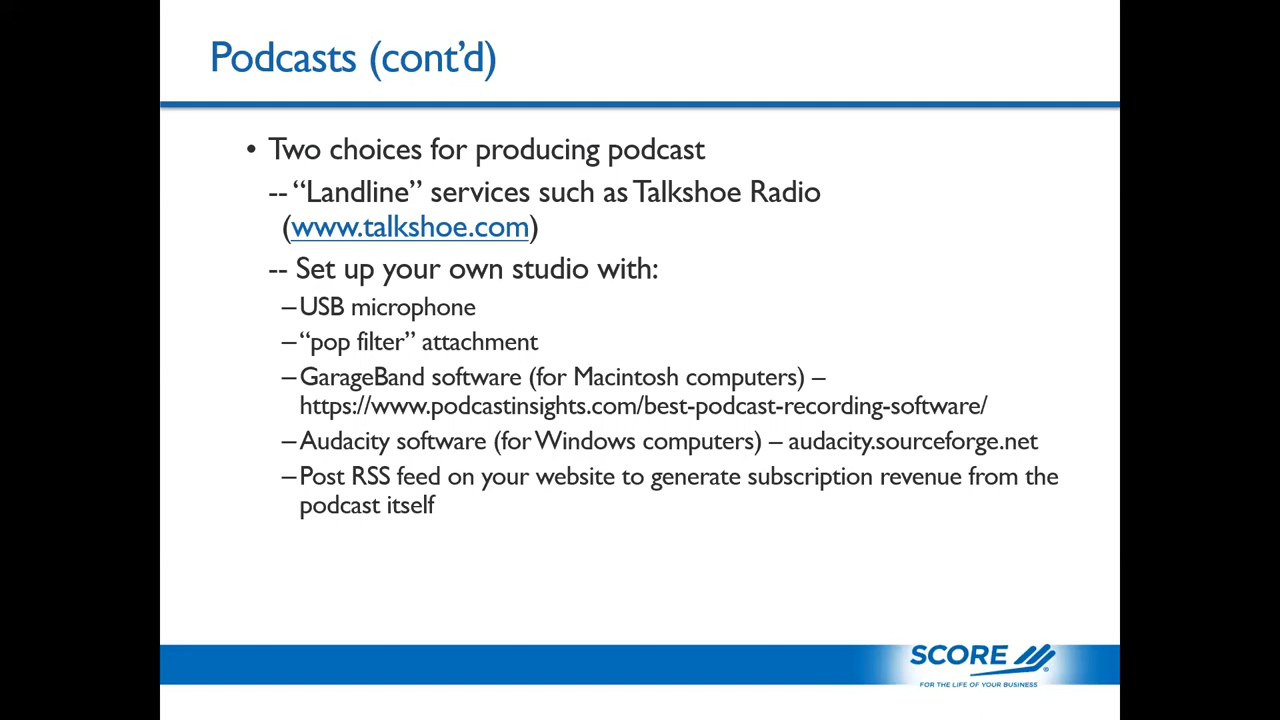 Podcasts (cont’d)
• Two choices for producing podcast
-- “Landline” services such as Talkshoe Radio
(www.talkshoe.com)
-- Set up your own studio with:
–USB microphone
–“pop filter” attachment
–GarageBand software (for Macintosh computers) –
https://www.podcastinsights.com/best-podcast-recording-software/
–Audacity software (for Windows computers) – audacity.sourceforge.net
–Post RSS feed on your website to generate subscription revenue from the
podcast itself
SCORE
FOR THE LIFE OF YOUR BUSINESS